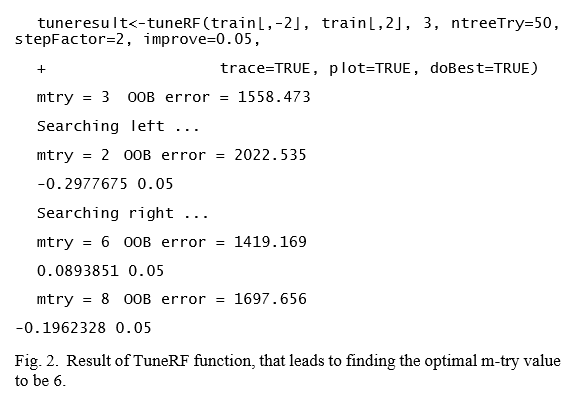 tuneresult<-tuneRF(train[,-2], train[,2], 3, ntreeTry=50,
stepFactor=2, improve=0.05,
+ trace=TRUE, plot=TRUE, doBest=TRUE)
mtry = 3 OOB error = 1558.473
Searching left ...
mtry = 2 OOB error = 2022.535
-0.2977675 0.05
Searching right ...
mtry = 6 OOB error = 1419.169
0.0893851 0.05
mtry = 8 OOB error = 1697.656
-0.1962328 0.05
Fig. 2. Result of TuneRF function, that leads to finding the optimal m-try value
to be 6.